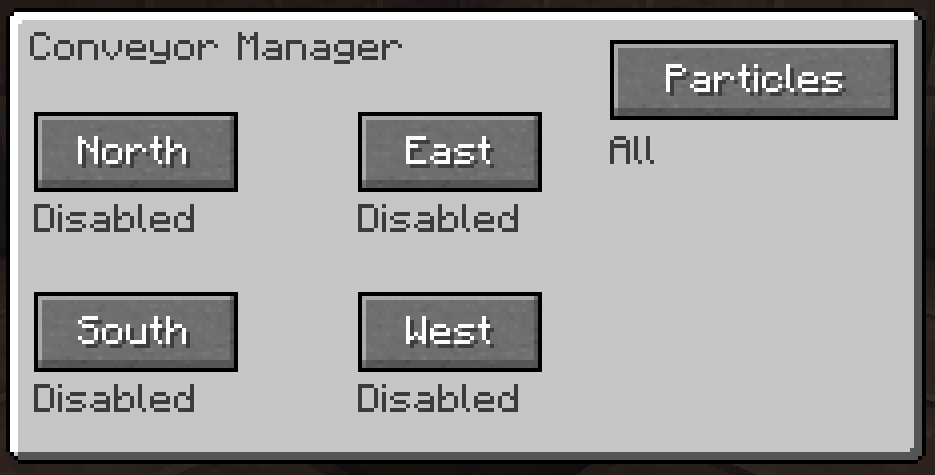 Conveyor Manager
Particles
All
North
East
Disabled
Disabled
South
West
Disabled
Disabled